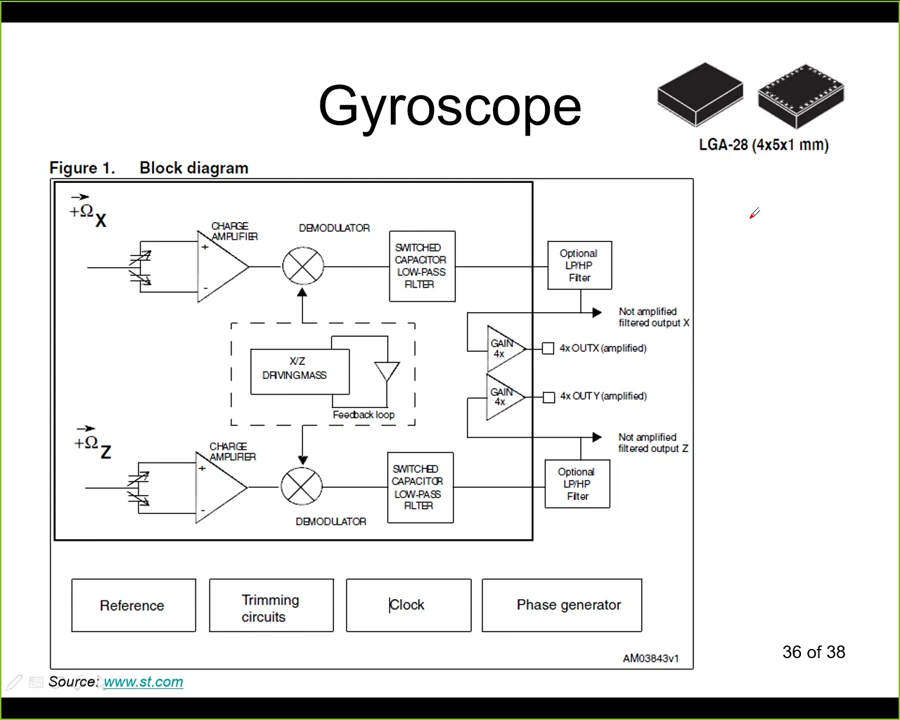 Gyroscope
LGA-28 (4x5x1 mm)
Figure 1. Block diagram
+Ω X
CHARGE
AMPLIFIER
+
-
DEMODULATOR
SWITCHED
CAPACITOR
LOW-PASS
FILTER
Optional
LP/HP
Filter
Not amplified
filtered output X
GAIN
4x
4x OUTX (amplified)
X/Z
DRIVING MASS
Feedback loop
GAIN
4x
4x OUTY (amplified)
Not amplified
filtered output Z
+Ω Z
CHARGE
AMPLIFIER
+
-
DEMODULATOR
SWITCHED
CAPACITOR
LOW-PASS
FILTER
Optional
LP/HP
Filter
Reference
Trimming
circuits
Clock
Phase generator
AM03843v1
36 of 38
Source: www.st.com